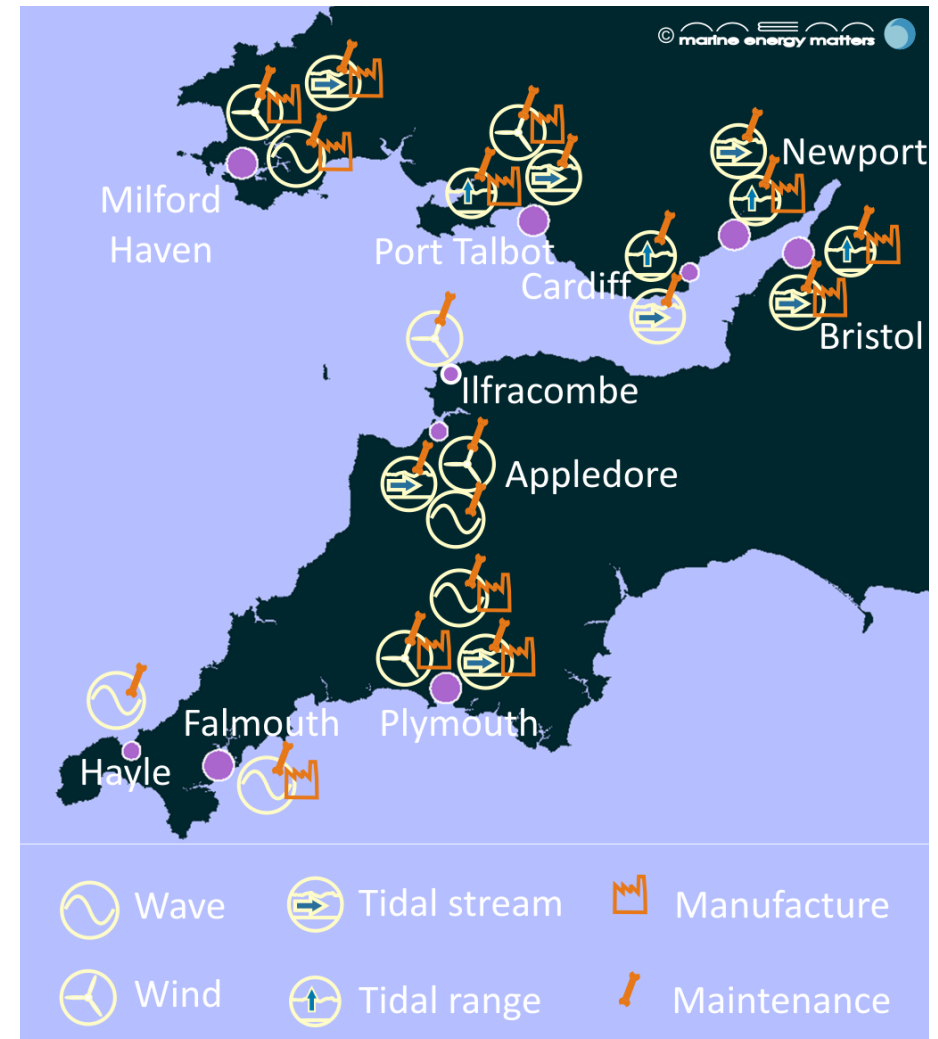 © marine energy matters
Newport
Milford
Haven
Port Talbot
Cardiff
Bristol
Ilfracombe
Appledore
Falmouth
Plymouth
Hayle
Wave
Tidal stream
Manufacture
Wind
Tidal range
Maintenance